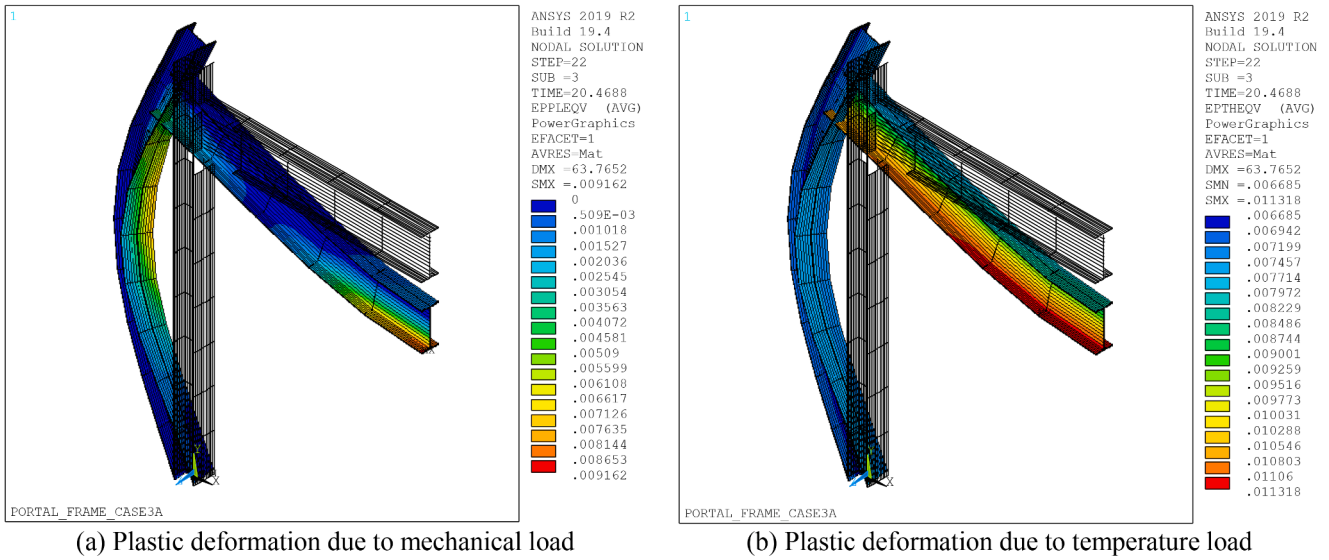 1
ANSYS 2019 R2
Build 19.4
NODAL SOLUTION
STEP=22
SUB =3
TIME=20.4688
EPPLEQV (AVG)
PowerGraphics
EFACET=1
AVRES=Mat
DMX =63.7652
SMX =.009162
0
.509E-03
.001018
.001527
.002036
.002545
.003054
.003563
.004072
.004581
.00509
.005599
.006108
.006617
.007126
.007635
.008144
.008653
.009162
Y
X
X
PORTAL_FRAME_CASE3A
(a) Plastic deformation due to mechanical load
1
ANSYS 2019 R2
Build 19.4
NODAL SOLUTION
STEP=22
SUB =3
TIME=20.4688
EPTHEQV (AVG)
PowerGraphics
EFACET=1
AVRES=Mat
DMX =63.7652
SMN =.006685
SMX =.011318
.006685
.006942
.007199
.007457
.007714
.007972
.008229
.008486
.008744
.009001
.009259
.009516
.009773
.010031
.010288
.010546
.010803
.01106
.011318
X
PORTAL_FRAME_CASE3A
(b) Plastic deformation due to temperature load